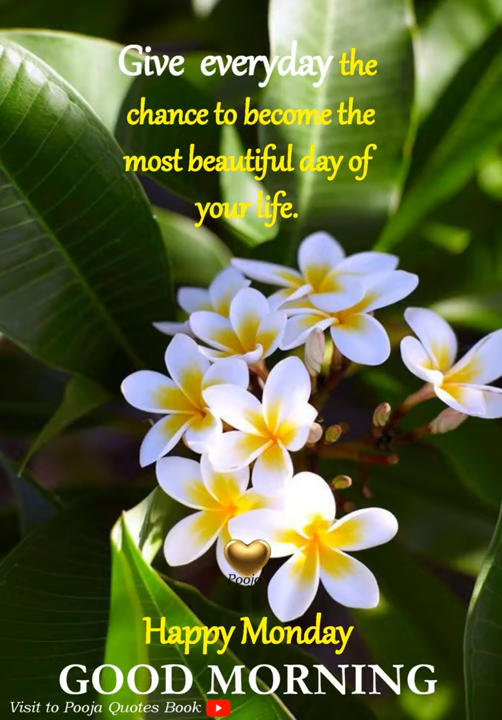 Give everyday the
chance to become the
most beautiful day of
your life.
Pooja
Happy Monday
GOOD MORNING
Visit to Pooja Quotes Book